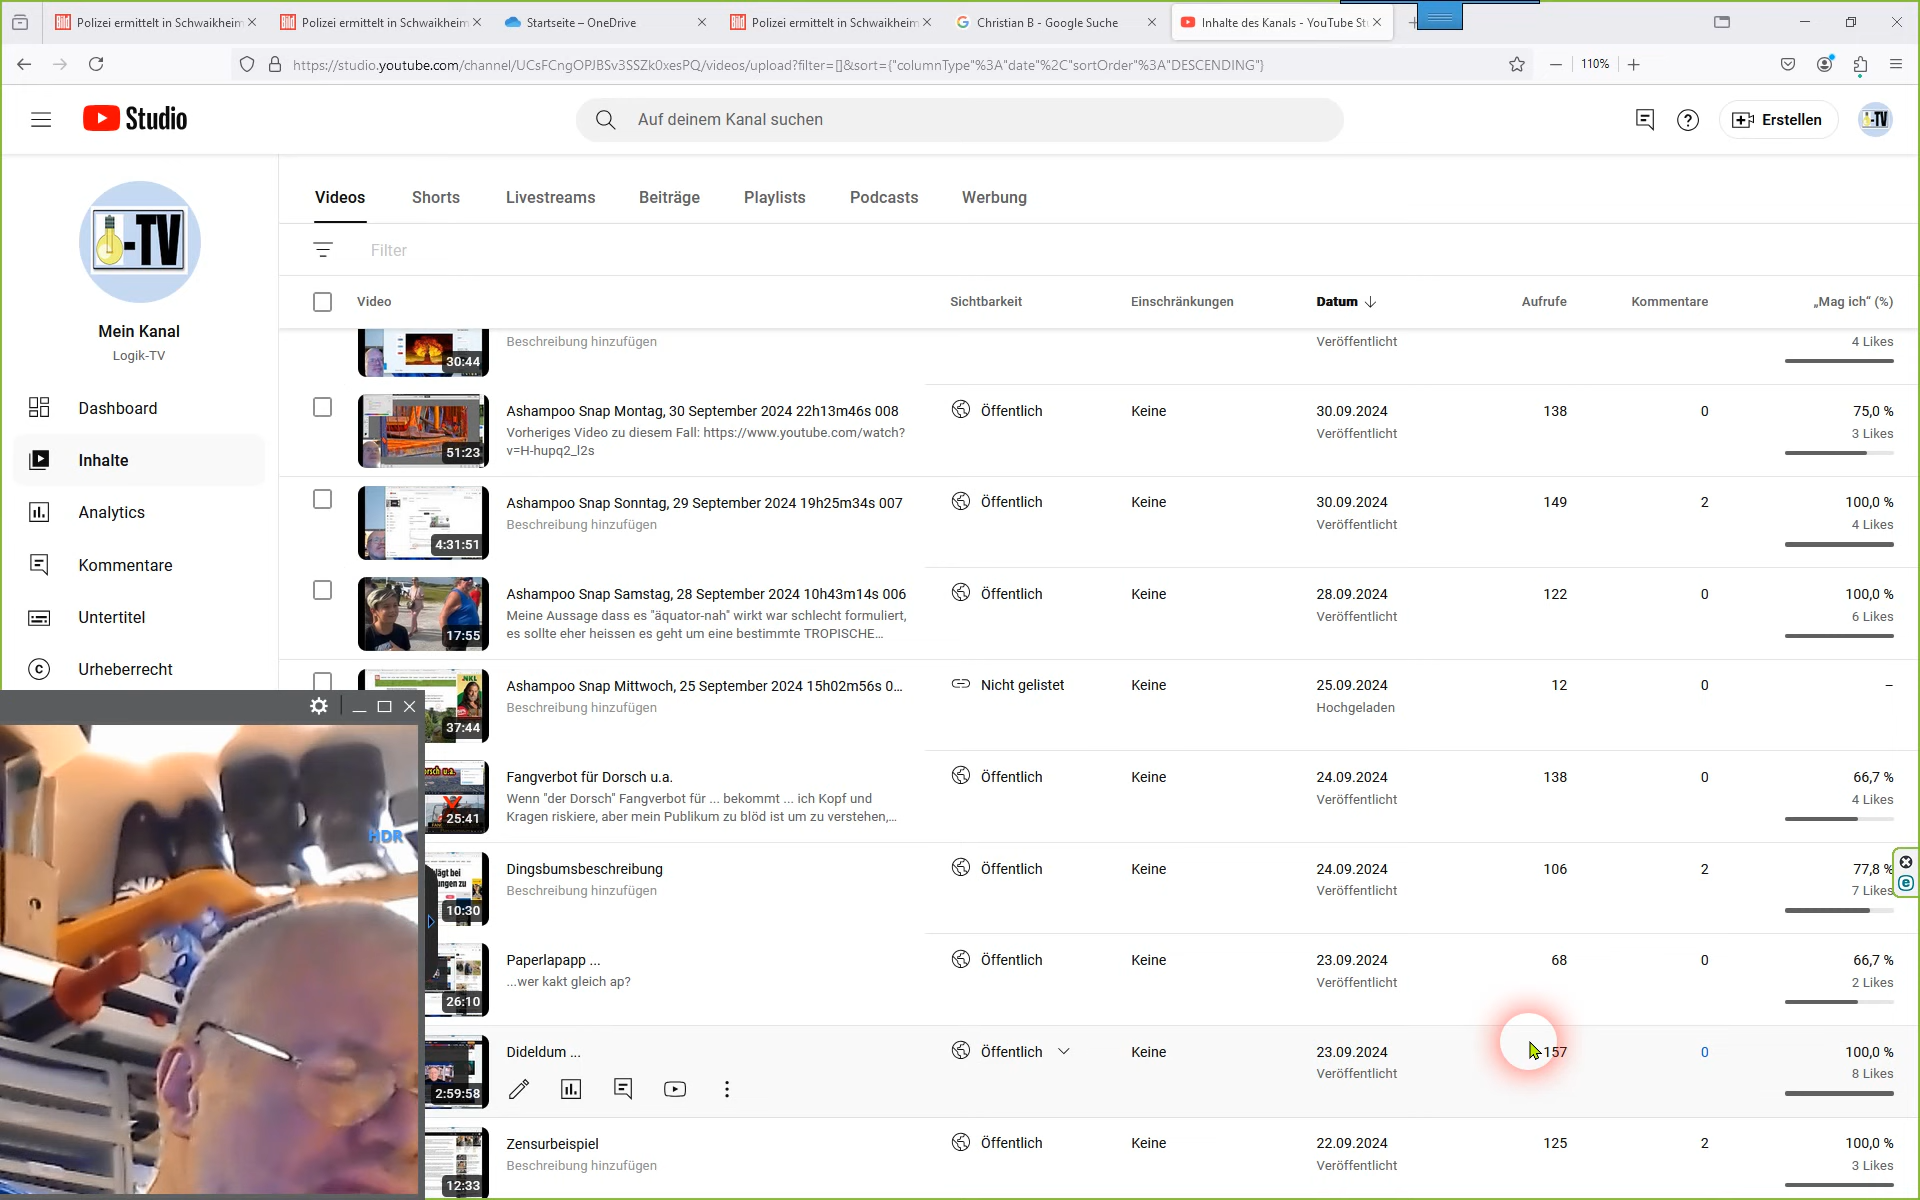 Polizei ermittelt in Schwaikheim
Polizei ermittelt in Schwaikheim
Startseite – OneDrive
Polizei ermittelt in Schwaikheim
Christian B - Google Suche
Inhalte des Kanals - YouTube St
https://studio.youtube.com/channel/UCsFCngOPJBSv3SSZk0xesPQ/videos/upload?filter=[]&sort={"columnType"%3A"date"%2C"sortOrder"%3A"DESCENDING"}
110%
Studio
Auf deinem Kanal suchen
Erstellen
-TV
-TV
Mein Kanal
Logik-TV
Dashboard
Inhalte
Analytics
Kommentare
Untertitel
Urheberrecht
Videos Shorts Livestreams Beiträge Playlists Podcasts Werbung
Filter
Video Sichtbarkeit Einschränkungen Datum Aufrufe Kommentare „Mag ich“ (%)
30:44 Beschreibung hinzufügen Veröffentlicht 4 Likes
Ashampoo Snap Montag, 30 September 2024 22h13m46s 008 Öffentlich Keine 30.09.2024 138 0 75,0 %
Vorheriges Video zu diesem Fall: https://www.youtube.com/watch? Veröffentlicht 3 Likes
v=H-hupq2_l2s
51:23
Ashampoo Snap Sonntag, 29 September 2024 19h25m34s 007 Öffentlich Keine 30.09.2024 149 2 100,0 %
Beschreibung hinzufügen Veröffentlicht 4 Likes
4:31:51
Ashampoo Snap Samstag, 28 September 2024 10h43m14s 006 Öffentlich Keine 28.09.2024 122 0 100,0 %
Meine Aussage dass es "äquator-nah" wirkt war schlecht formuliert, Veröffentlicht 6 Likes
es sollte eher heissen es geht um eine bestimmte TROPISCHE...
17:55
Ashampoo Snap Mittwoch, 25 September 2024 15h02m56s 0... Nicht gelistet Keine 25.09.2024 12 0 –
Beschreibung hinzufügen Hochgeladen
NKL
37:44
Fangverbot für Dorsch u.a. Öffentlich Keine 24.09.2024 138 0 66,7 %
Wenn "der Dorsch" Fangverbot für ... bekommt ... ich Kopf und Veröffentlicht 4 Likes
Kragen riskiere, aber mein Publikum zu blöd ist um zu verstehen,...
25:41
Dingsbumsbeschreibung Öffentlich Keine 24.09.2024 106 2 77,8 %
Beschreibung hinzufügen Veröffentlicht 7 Likes
10:30
Paperlapapp ... Öffentlich Keine 23.09.2024 68 0 66,7 %
...wer kakt gleich ap? Veröffentlicht 2 Likes
26:10
Dideldum ... Öffentlich Keine 23.09.2024 157 0 100,0 %
Veröffentlicht 8 Likes
2:59:58
Zensurbeispiel Öffentlich Keine 22.09.2024 125 2 100,0 %
Beschreibung hinzufügen Veröffentlicht 3 Likes
12:33
HDR